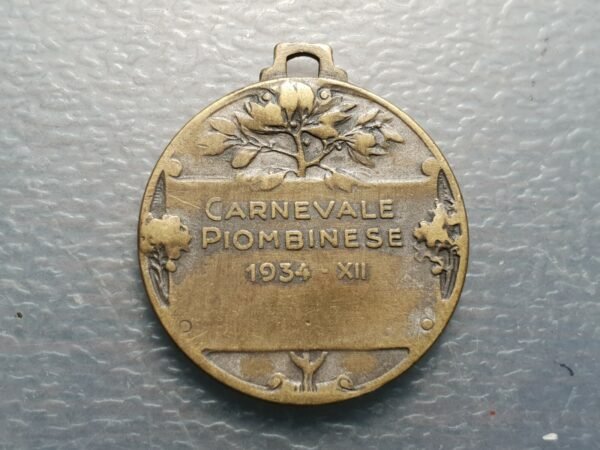 CARNEVALE
PIOMBINESE
1934 - XII